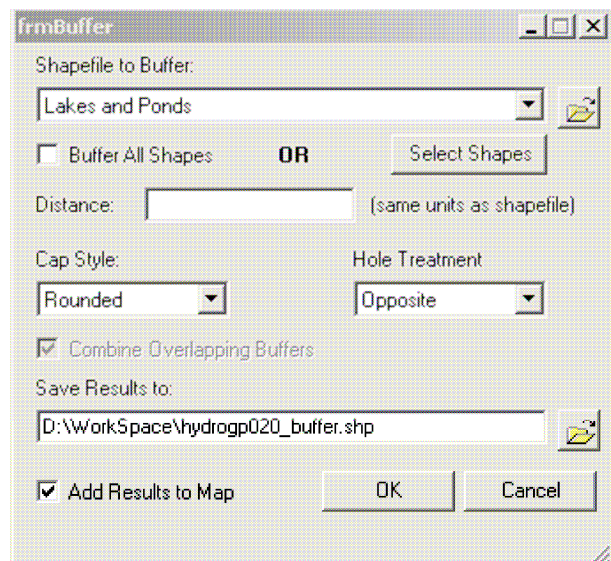 frmBuffer
Shapefile to Buffer:
Lakes and Ponds
Buffer All Shapes OR Select Shapes
Distance: (same units as shapefile)
Cap Style: Hole Treatment
Rounded Opposite
Combine Overlapping Buffers
Save Results to:
D:\WorkSpace\hydrogp020_buffer.shp
Add Results to Map OK Cancel